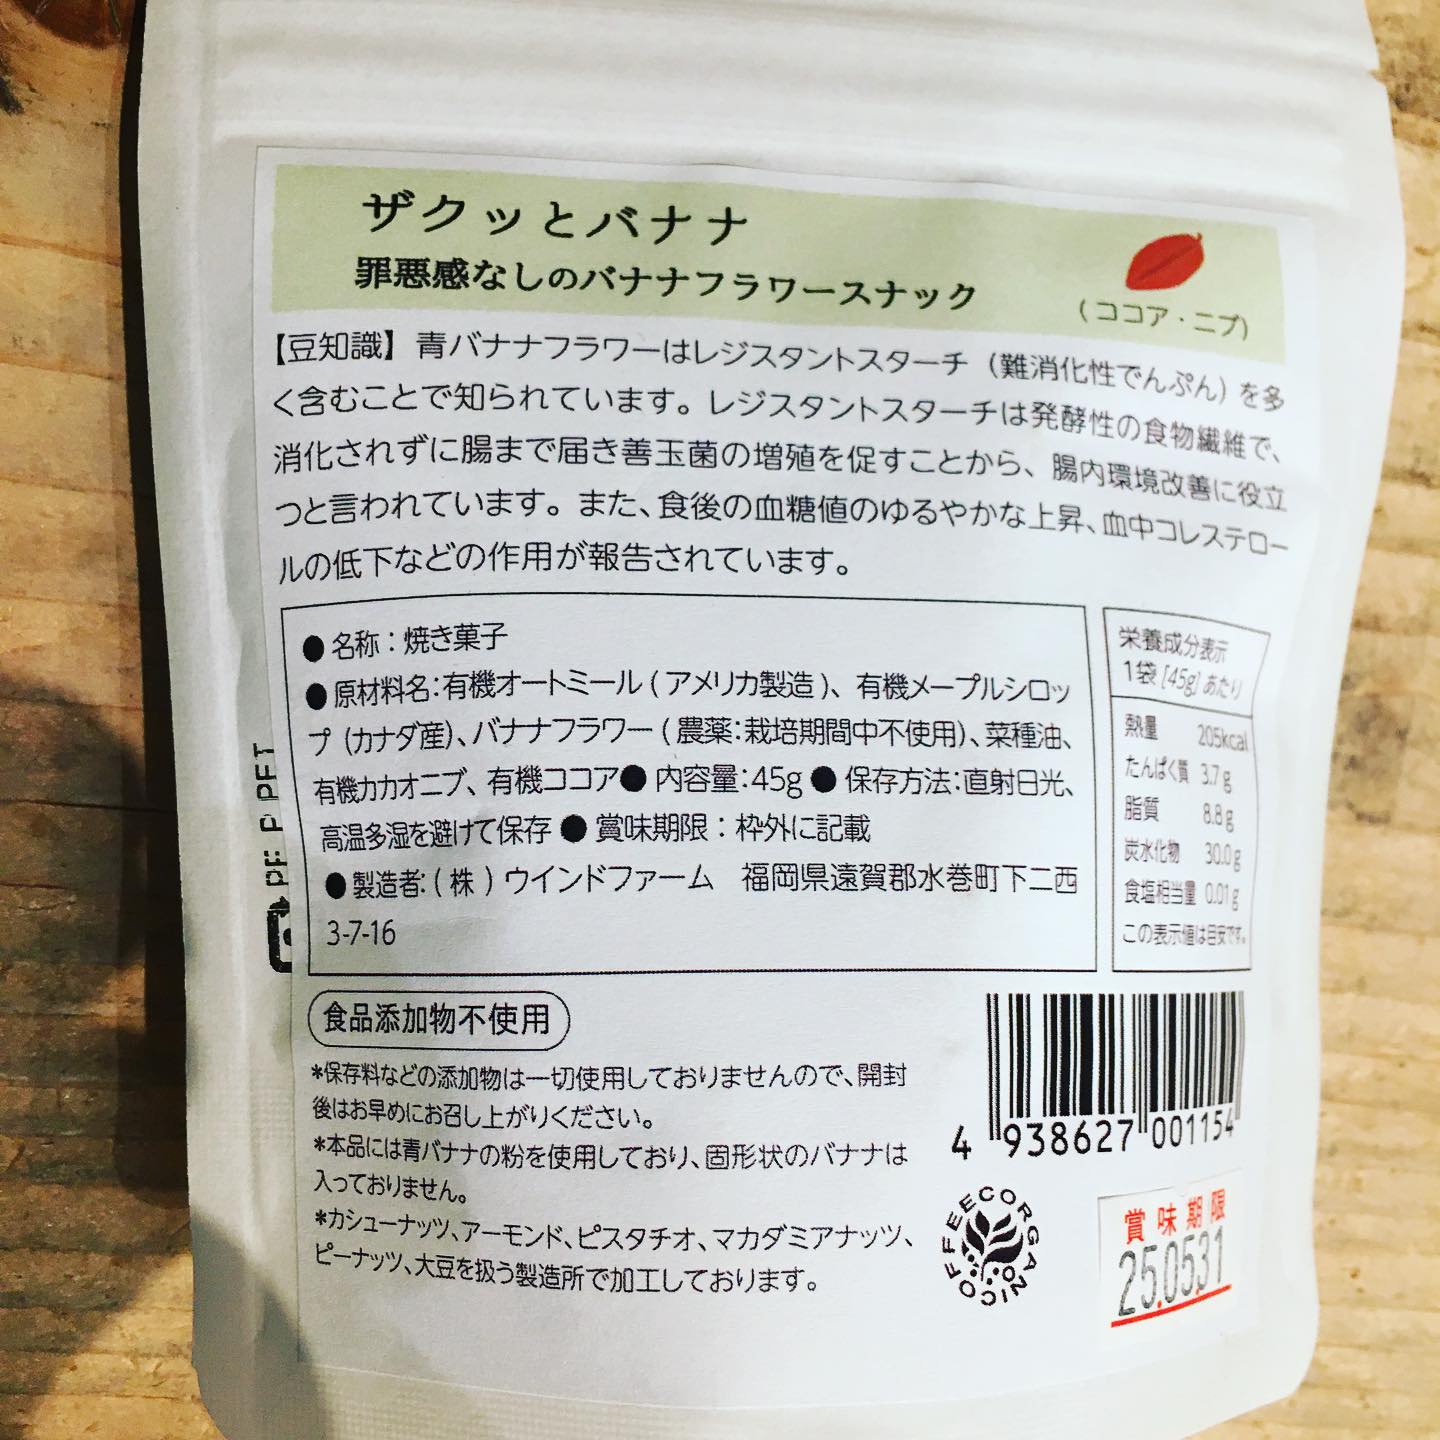 ザクッとバナナ
罪悪感なしのバナナフラワースナック
(ココア・ニブ)
【豆知識】青バナナフラワーはレジスタントスターチ（難消化性でんぷん）を多
く含むことで知られています。レジスタントスターチは発酵性の食物繊維で、
消化されずに腸まで届き善玉菌の増殖を促すことから、腸内環境改善に役立
つと言われています。また、食後の血糖値のゆるやかな上昇、血中コレステロー
ルの低下などの作用が報告されています。
●名称：焼き菓子
●原材料名：有機オートミール(アメリカ製造)、有機メープルシロッ
プ(カナダ産)、バナナフラワー(農薬：栽培期間中不使用)、菜種油、
有機カカオニブ、有機ココア●内容量：45g●保存方法：直射日光、
高温多湿を避けて保存●賞味期限：枠外に記載
●製造者：(株)ウインドファーム 福岡県遠賀郡水巻町下二西
3-7-16
栄養成分表示
1袋[45g]あたり
熱量 205kcal
たんぱく質 3.7g
脂質 8.8g
炭水化物 30.0g
食塩相当量 0.01g
この表示値は目安です。
PE,PET
食品添加物不使用
*保存料などの添加物は一切使用しておりませんので、開封
後はお早めにお召し上がりください。
*本品には青バナナの粉を使用しており、固形状のバナナは
入っておりません。
*カシューナッツ、アーモンド、ピスタチオ、マカダミアナッツ、
ピーナッツ、大豆を扱う製造所で加工しております。
4 938627 001154
ORGANIC COFFEE
賞味期限
25.05.31